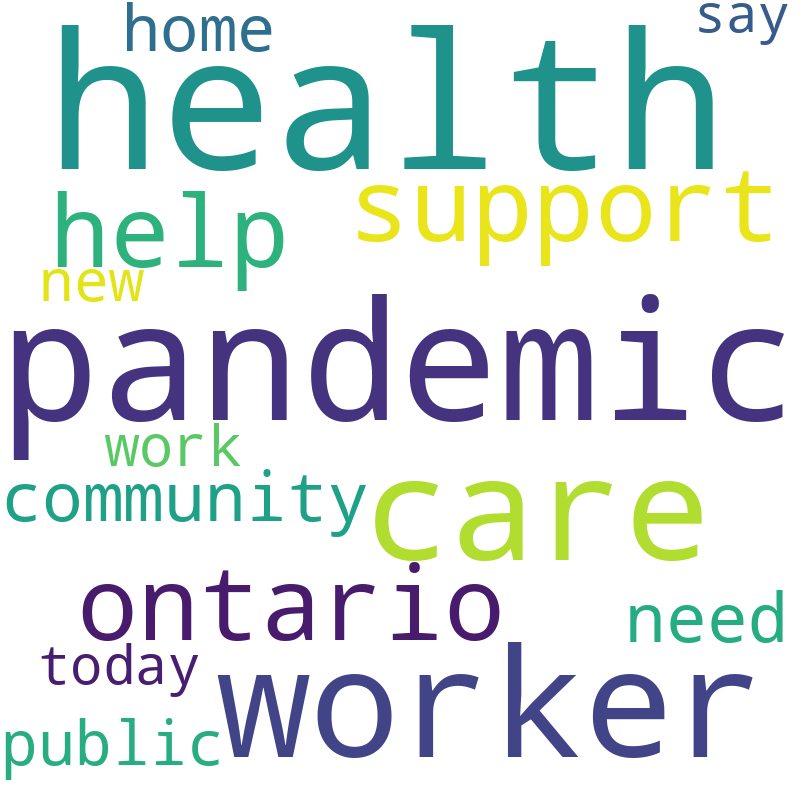 home say
health
help support
new
pandemic
work
community care
ontario need
today worker
public